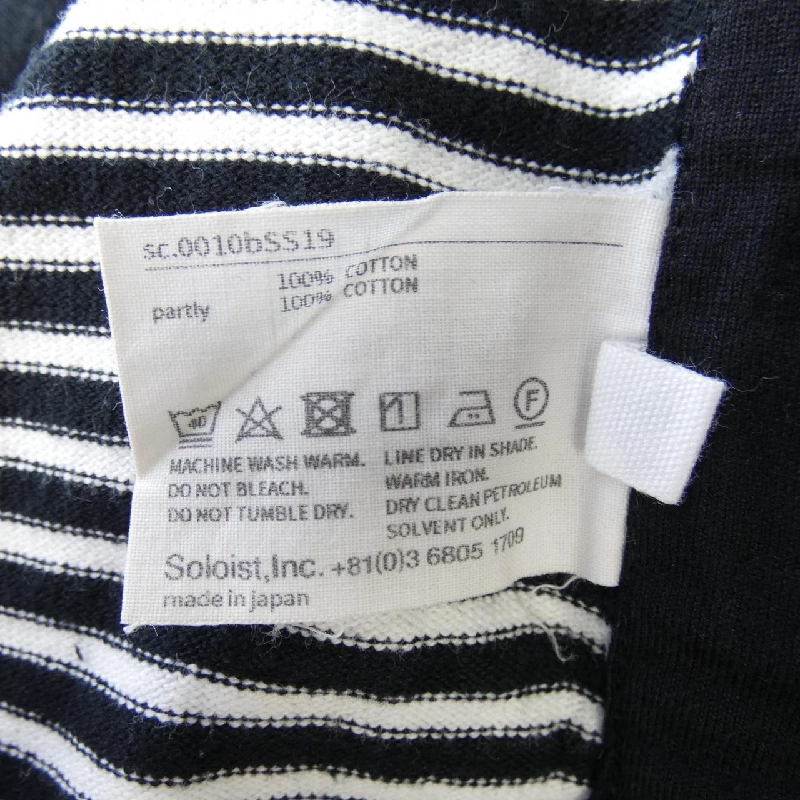 sc.0010bSS19
100% COTTON
partly 100% COTTON
40 F
MACHINE WASH WARM.
DO NOT BLEACH.
DO NOT TUMBLE DRY.
LINE DRY IN SHADE.
WARM IRON.
DRY CLEAN PETROLEUM
SOLVENT ONLY.
Soloist,Inc. +81(0)3 6805 1709
made in japan